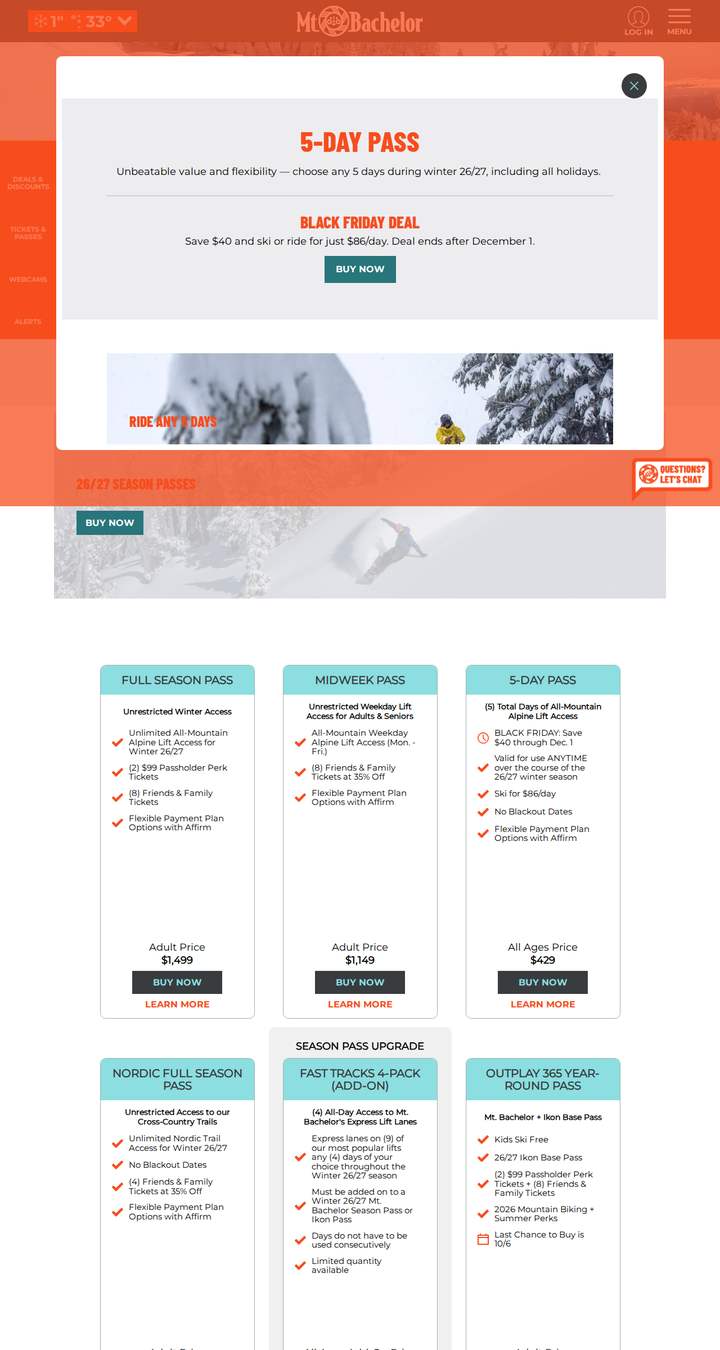 1" 33°
Mt Bachelor
LOG IN
MENU
DEALS &
DISCOUNTS
TICKETS &
PASSES
WEBCAMS
ALERTS
5-DAY PASS
Unbeatable value and flexibility — choose any 5 days during winter 26/27, including all holidays.
BLACK FRIDAY DEAL
Save $40 and ski or ride for just $86/day. Deal ends after December 1.
BUY NOW
RIDE ANY 5 DAYS
QUESTIONS?
LET'S CHAT
26/27 SEASON PASSES
BUY NOW
FULL SEASON PASS
Unrestricted Winter Access
Unlimited All-Mountain
Alpine Lift Access for
Winter 26/27
(2) $99 Passholder Perk
Tickets
(8) Friends & Family
Tickets
Flexible Payment Plan
Options with Affirm
Adult Price
$1,499
BUY NOW
LEARN MORE
MIDWEEK PASS
Unrestricted Weekday Lift
Access for Adults & Seniors
All-Mountain Weekday
Alpine Lift Access (Mon. -
Fri.)
(8) Friends & Family
Tickets at 35% Off
Flexible Payment Plan
Options with Affirm
Adult Price
$1,149
BUY NOW
LEARN MORE
5-DAY PASS
(5) Total Days of All-Mountain
Alpine Lift Access
BLACK FRIDAY: Save
$40 through Dec. 1
Valid for use ANYTIME
over the course of the
26/27 winter season
Ski for $86/day
No Blackout Dates
Flexible Payment Plan
Options with Affirm
All Ages Price
$429
BUY NOW
LEARN MORE
NORDIC FULL SEASON
PASS
Unrestricted Access to our
Cross-Country Trails
Unlimited Nordic Trail
Access for Winter 26/27
No Blackout Dates
(4) Friends & Family
Tickets at 35% Off
Flexible Payment Plan
Options with Affirm
SEASON PASS UPGRADE
FAST TRACKS 4-PACK
(ADD-ON)
(4) All-Day Access to Mt.
Bachelor's Express Lift Lanes
Express lanes on (9) of
our most popular lifts
any (4) days of your
choice throughout the
Winter 26/27 season
Must be added on to a
Winter 26/27 Mt.
Bachelor Season Pass or
Ikon Pass
Days do not have to be
used consecutively
Limited quantity
available
OUTPLAY 365 YEAR-
ROUND PASS
Mt. Bachelor + Ikon Base Pass
Kids Ski Free
26/27 Ikon Base Pass
(2) $99 Passholder Perk
Tickets + (8) Friends &
Family Tickets
2026 Mountain Biking +
Summer Perks
Last Chance to Buy is
10/6